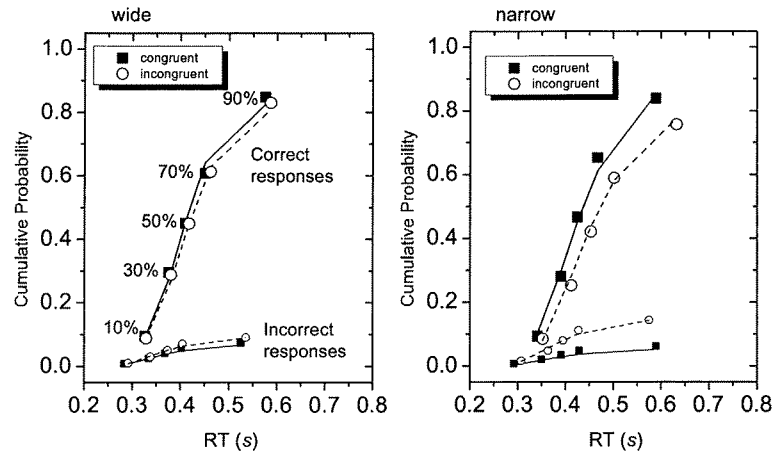 wide
1.0
0.8
0.6
0.4
0.2
0.0
Cumulative Probability
congruent
incongruent
90%
70%
50%
30%
10%
Correct
responses
Incorrect
responses
0.2 0.3 0.4 0.5 0.6 0.7 0.8
RT (s)
narrow
1.0
0.8
0.6
0.4
0.2
0.0
Cumulative Probability
congruent
incongruent
0.2 0.3 0.4 0.5 0.6 0.7 0.8
RT (s)